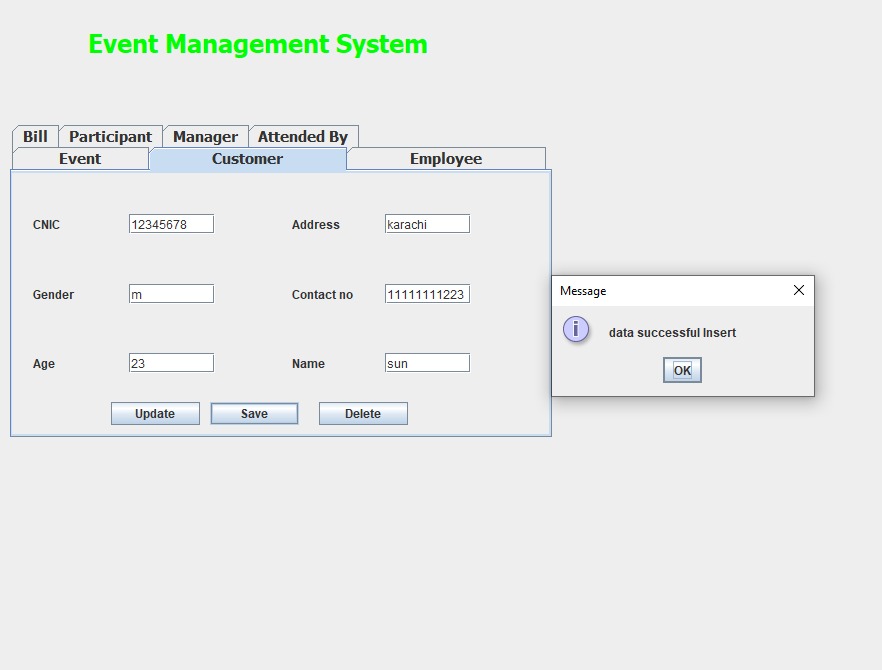 Event Management System
Bill Participant Manager Attended By
Event Customer Employee
CNIC 12345678 Address karachi
Gender m Contact no 11111111223
Age 23 Name sun
Update Save Delete
Message
data successful Insert
OK